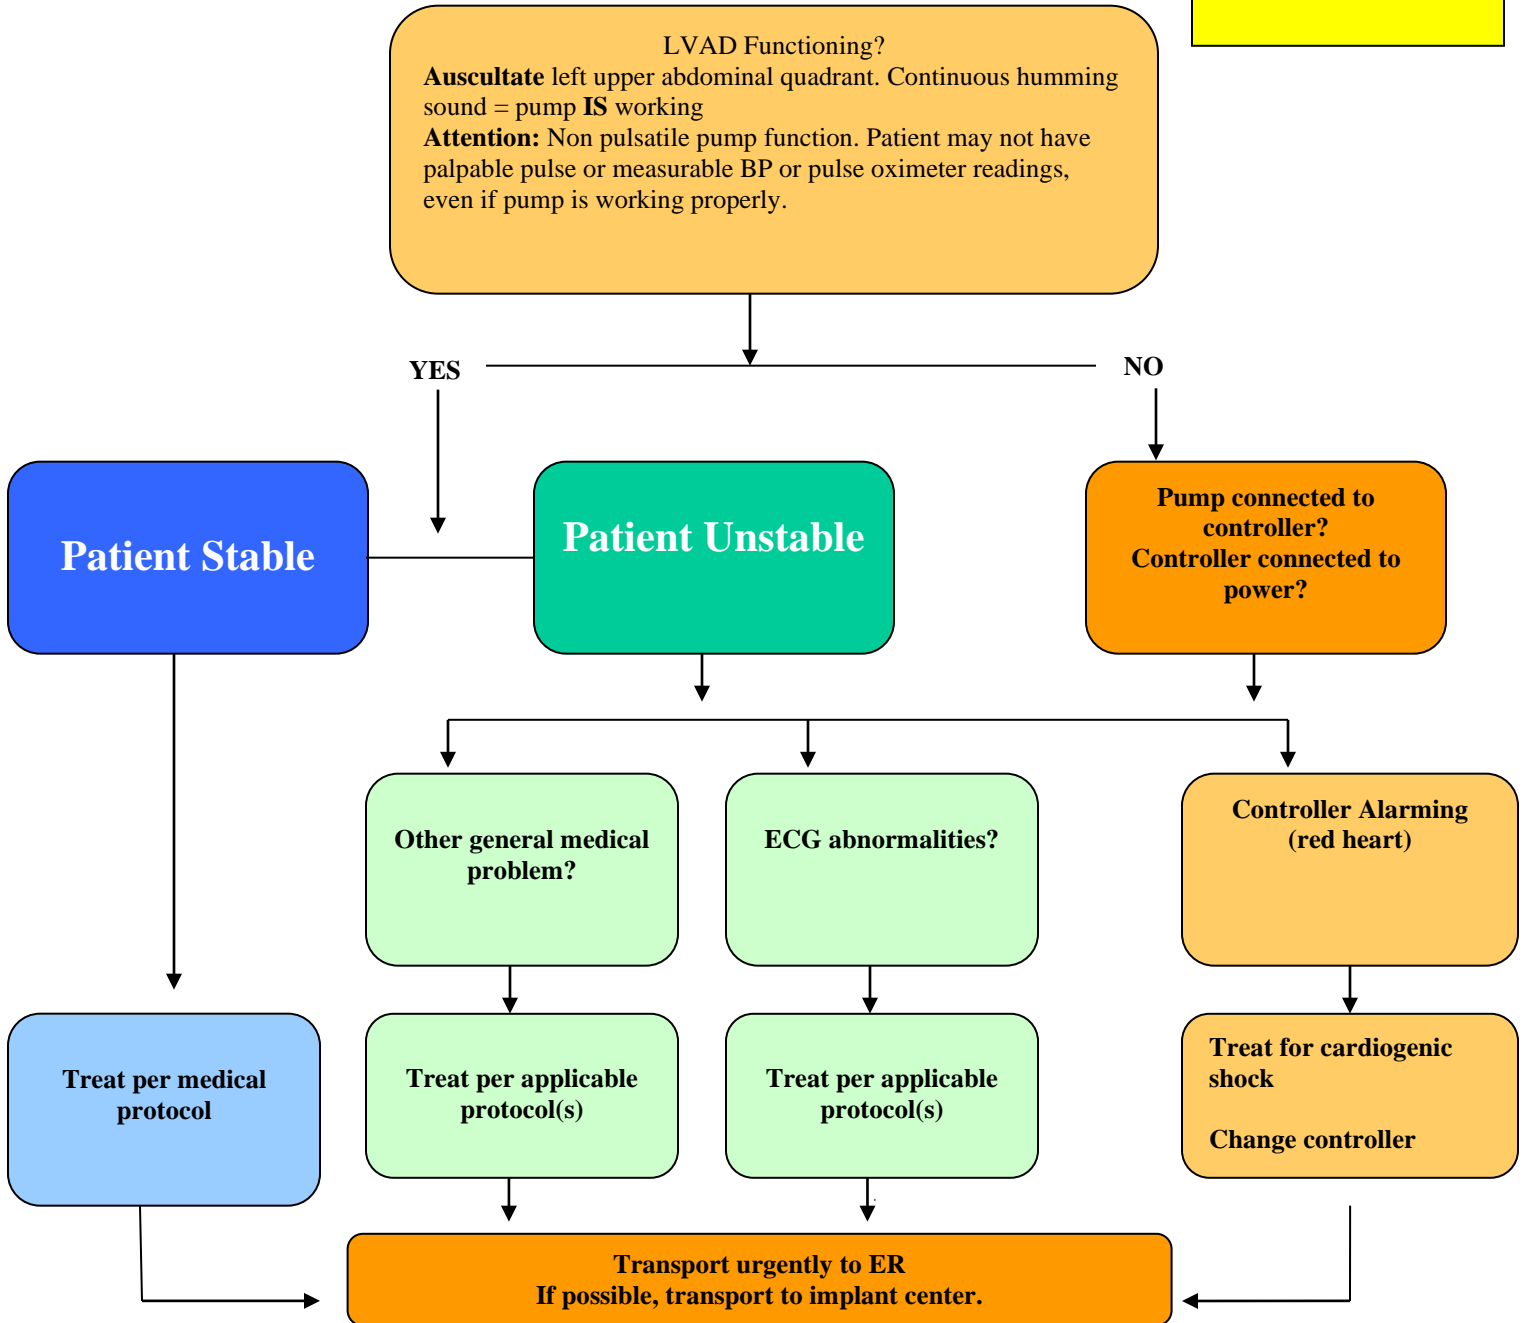 LVAD Functioning?
Auscultate left upper abdominal quadrant. Continuous humming
sound = pump IS working
Attention: Non pulsatile pump function. Patient may not have
palpable pulse or measurable BP or pulse oximeter readings,
even if pump is working properly.
YES
NO
Patient Stable
Patient Unstable
Pump connected to
controller?
Controller connected to
power?
Other general medical
problem?
ECG abnormalities?
Controller Alarming
(red heart)
Treat per medical
protocol
Treat per applicable
protocol(s)
Treat per applicable
protocol(s)
Treat for cardiogenic
shock
Change controller
Transport urgently to ER
If possible, transport to implant center.